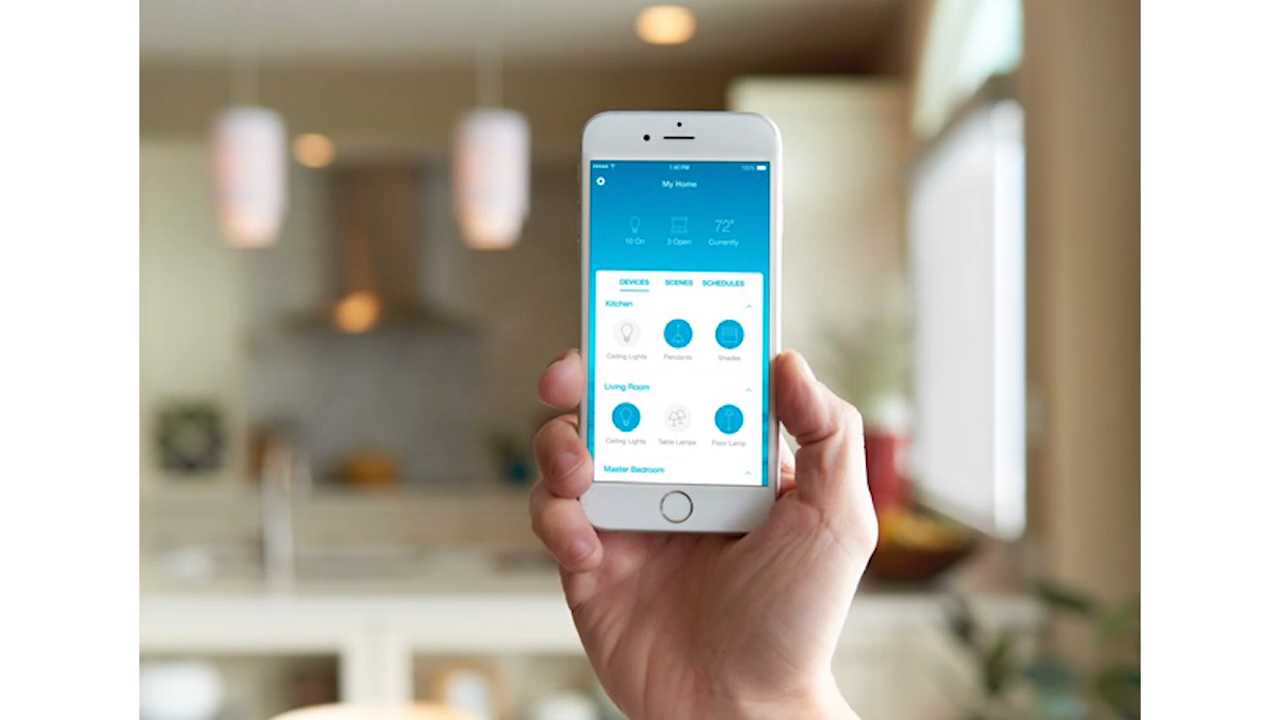 1:40 PM 100%
My Home
10 On 3 Open 72° Currently
DEVICES SCENES SCHEDULES
Kitchen
Ceiling Lights Pendants Shades
Living Room
Ceiling Lights Table Lamps Floor Lamp
Master Bedroom